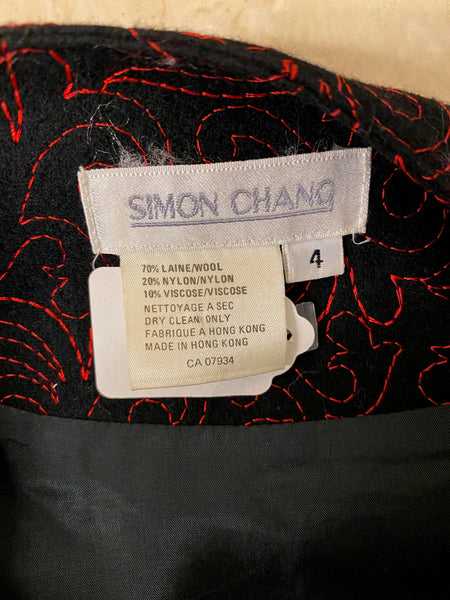 SIMON CHANG
4
70% LAINE/WOOL
20% NYLON/NYLON
10% VISCOSE/VISCOSE
NETTOYAGE A SEC
DRY CLEAN ONLY
FABRIQUE A HONG KONG
MADE IN HONG KONG
CA 07934